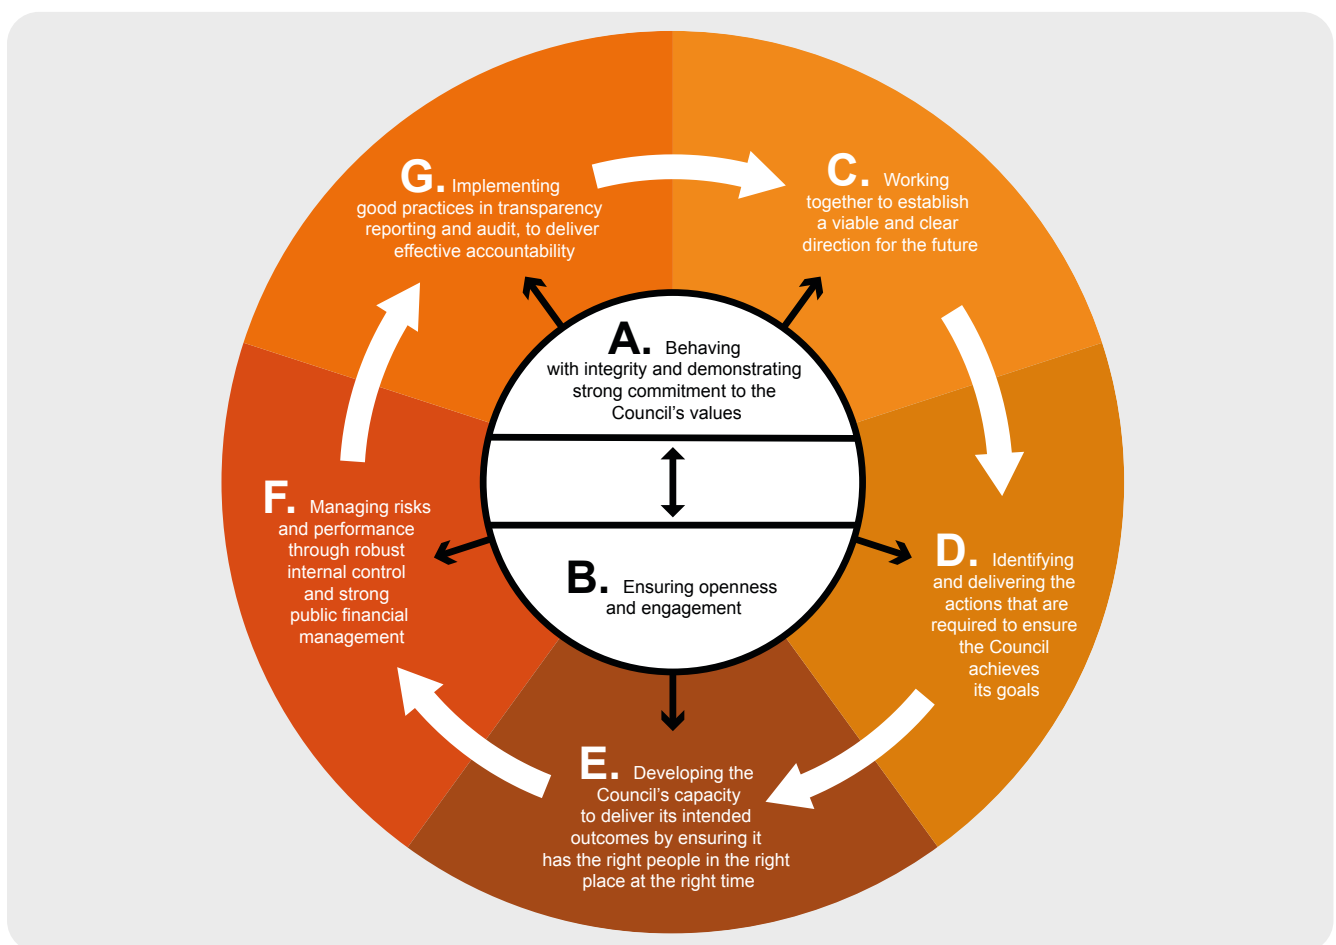 A. Behaving
with integrity and demonstrating
strong commitment to the
Council’s values
B. Ensuring openness
and engagement
C. Working
together to establish
a viable and clear
direction for the future
D. Identifying
and delivering the
actions that are
required to ensure
the Council
achieves
its goals
E. Developing the
Council’s capacity
to deliver its intended
outcomes by ensuring it
has the right people in the right
place at the right time
F. Managing risks
and performance
through robust
internal control
and strong
public financial
management
G. Implementing
good practices in transparency
reporting and audit, to deliver
effective accountability